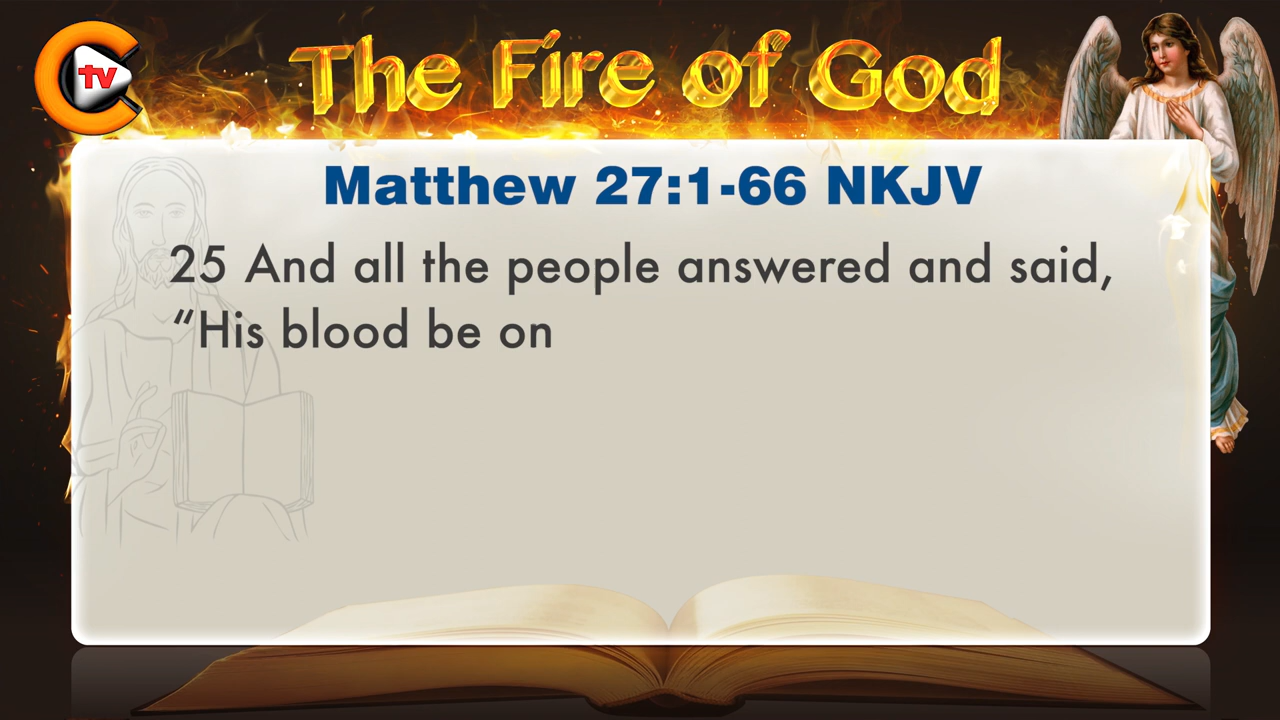 tv
The Fire of God
Matthew 27:1-66 NKJV
25 And all the people answered and said,
“His blood be on